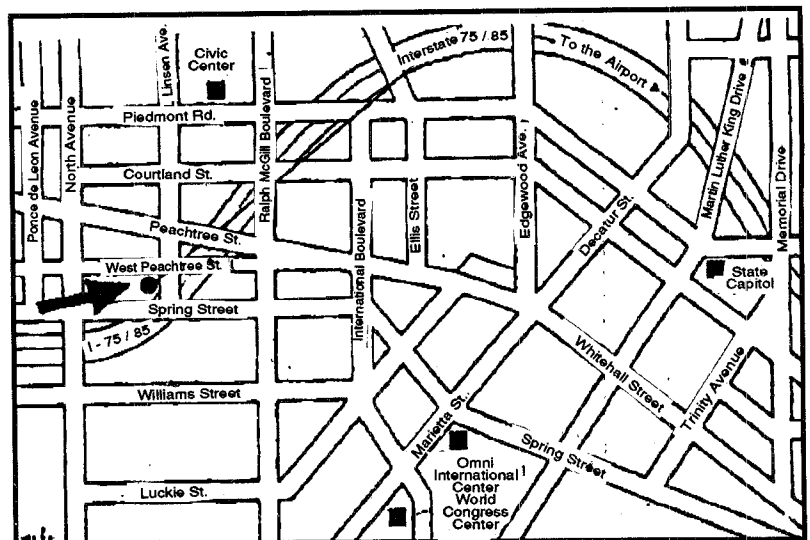 Linsen Ave.
Civic
Center
Interstate 75 / 85
To the Airport
Piedmont Rd.
Ponce de Leon Avenue
North Avenue
Ralph McGill Boulevard
Courtland St.
Peachtree St.
West Peachtree St.
Spring Street
I - 75 / 85
International Boulevard
Ellis Street
Edgewood Ave.
Decatur St.
Martin Luther King Drive
Memorial Drive
State
Capitol
Williams Street
Whitehall Street
Trinity Avenue
Marietta St.
Spring Street
Luckie St.
Omni
International
Center
World
Congress
Center